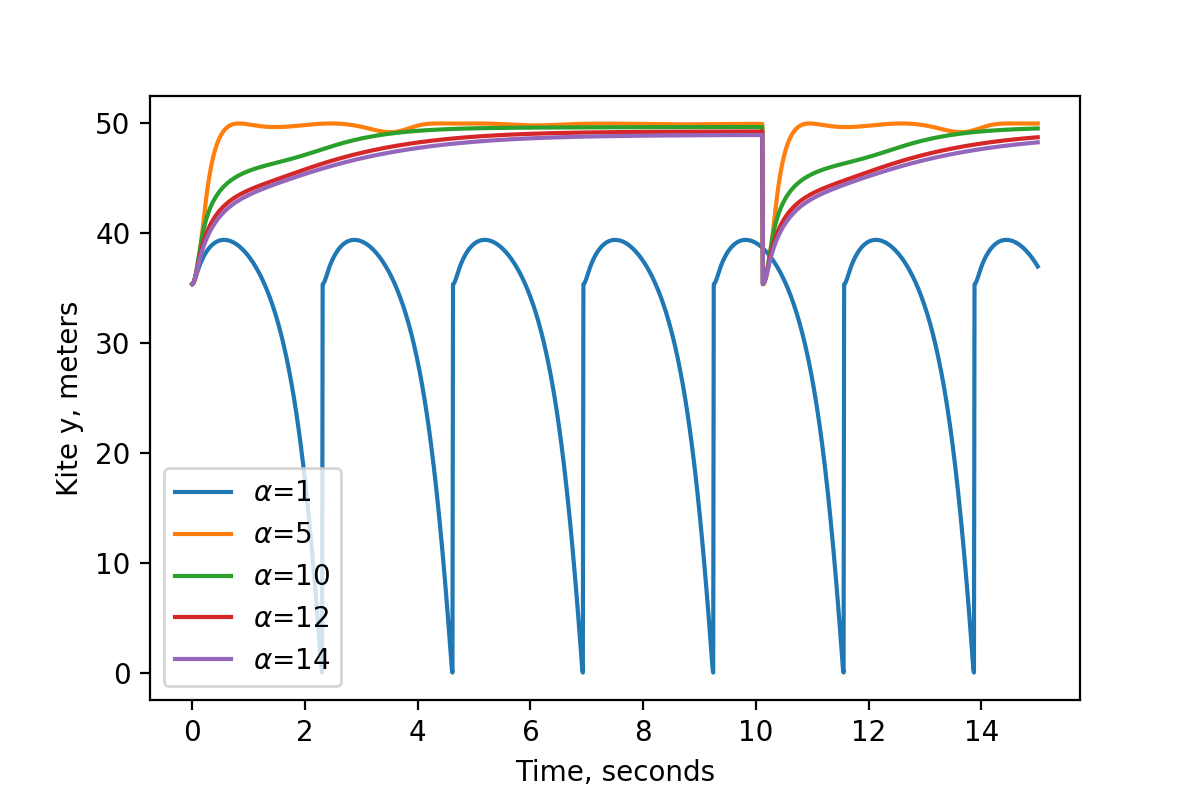 50
40
30
20
10
0
Kite y, meters
α=1
α=5
α=10
α=12
α=14
0 2 4 6 8 10 12 14
Time, seconds